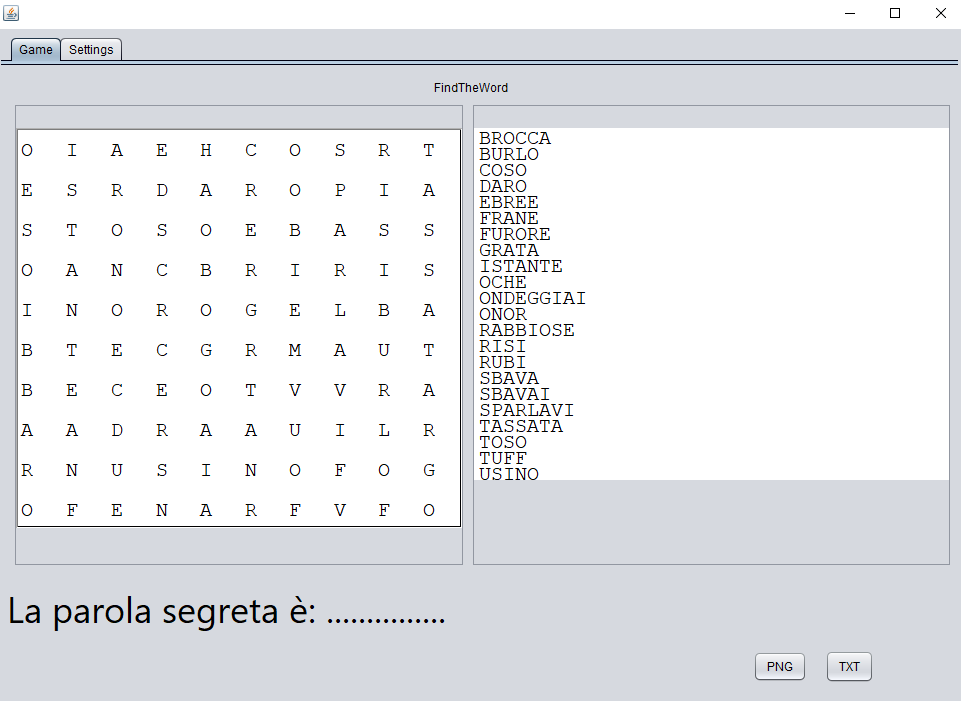 Game Settings
FindTheWord
O I A E H C O S R T
E S R D A R O P I A
S T O S O E B A S S
O A N C B R I R I S
I N O R O G E L B A
B T E C G R M A U T
B E C E O T V V R A
A A D R A A U I L R
R N U S I N O F O G
O F E N A R F V F O
BROCCA
BURLO
COSO
DARO
EBREE
FRANE
FURORE
GRATA
ISTANTE
OCHE
ONDEGGIAI
ONOR
RABBIOSE
RISI
RUBI
SBAVA
SBAVAI
SPARLAVI
TASSATA
TOSO
TUFF
USINO
La parola segreta è: ...............
PNG TXT